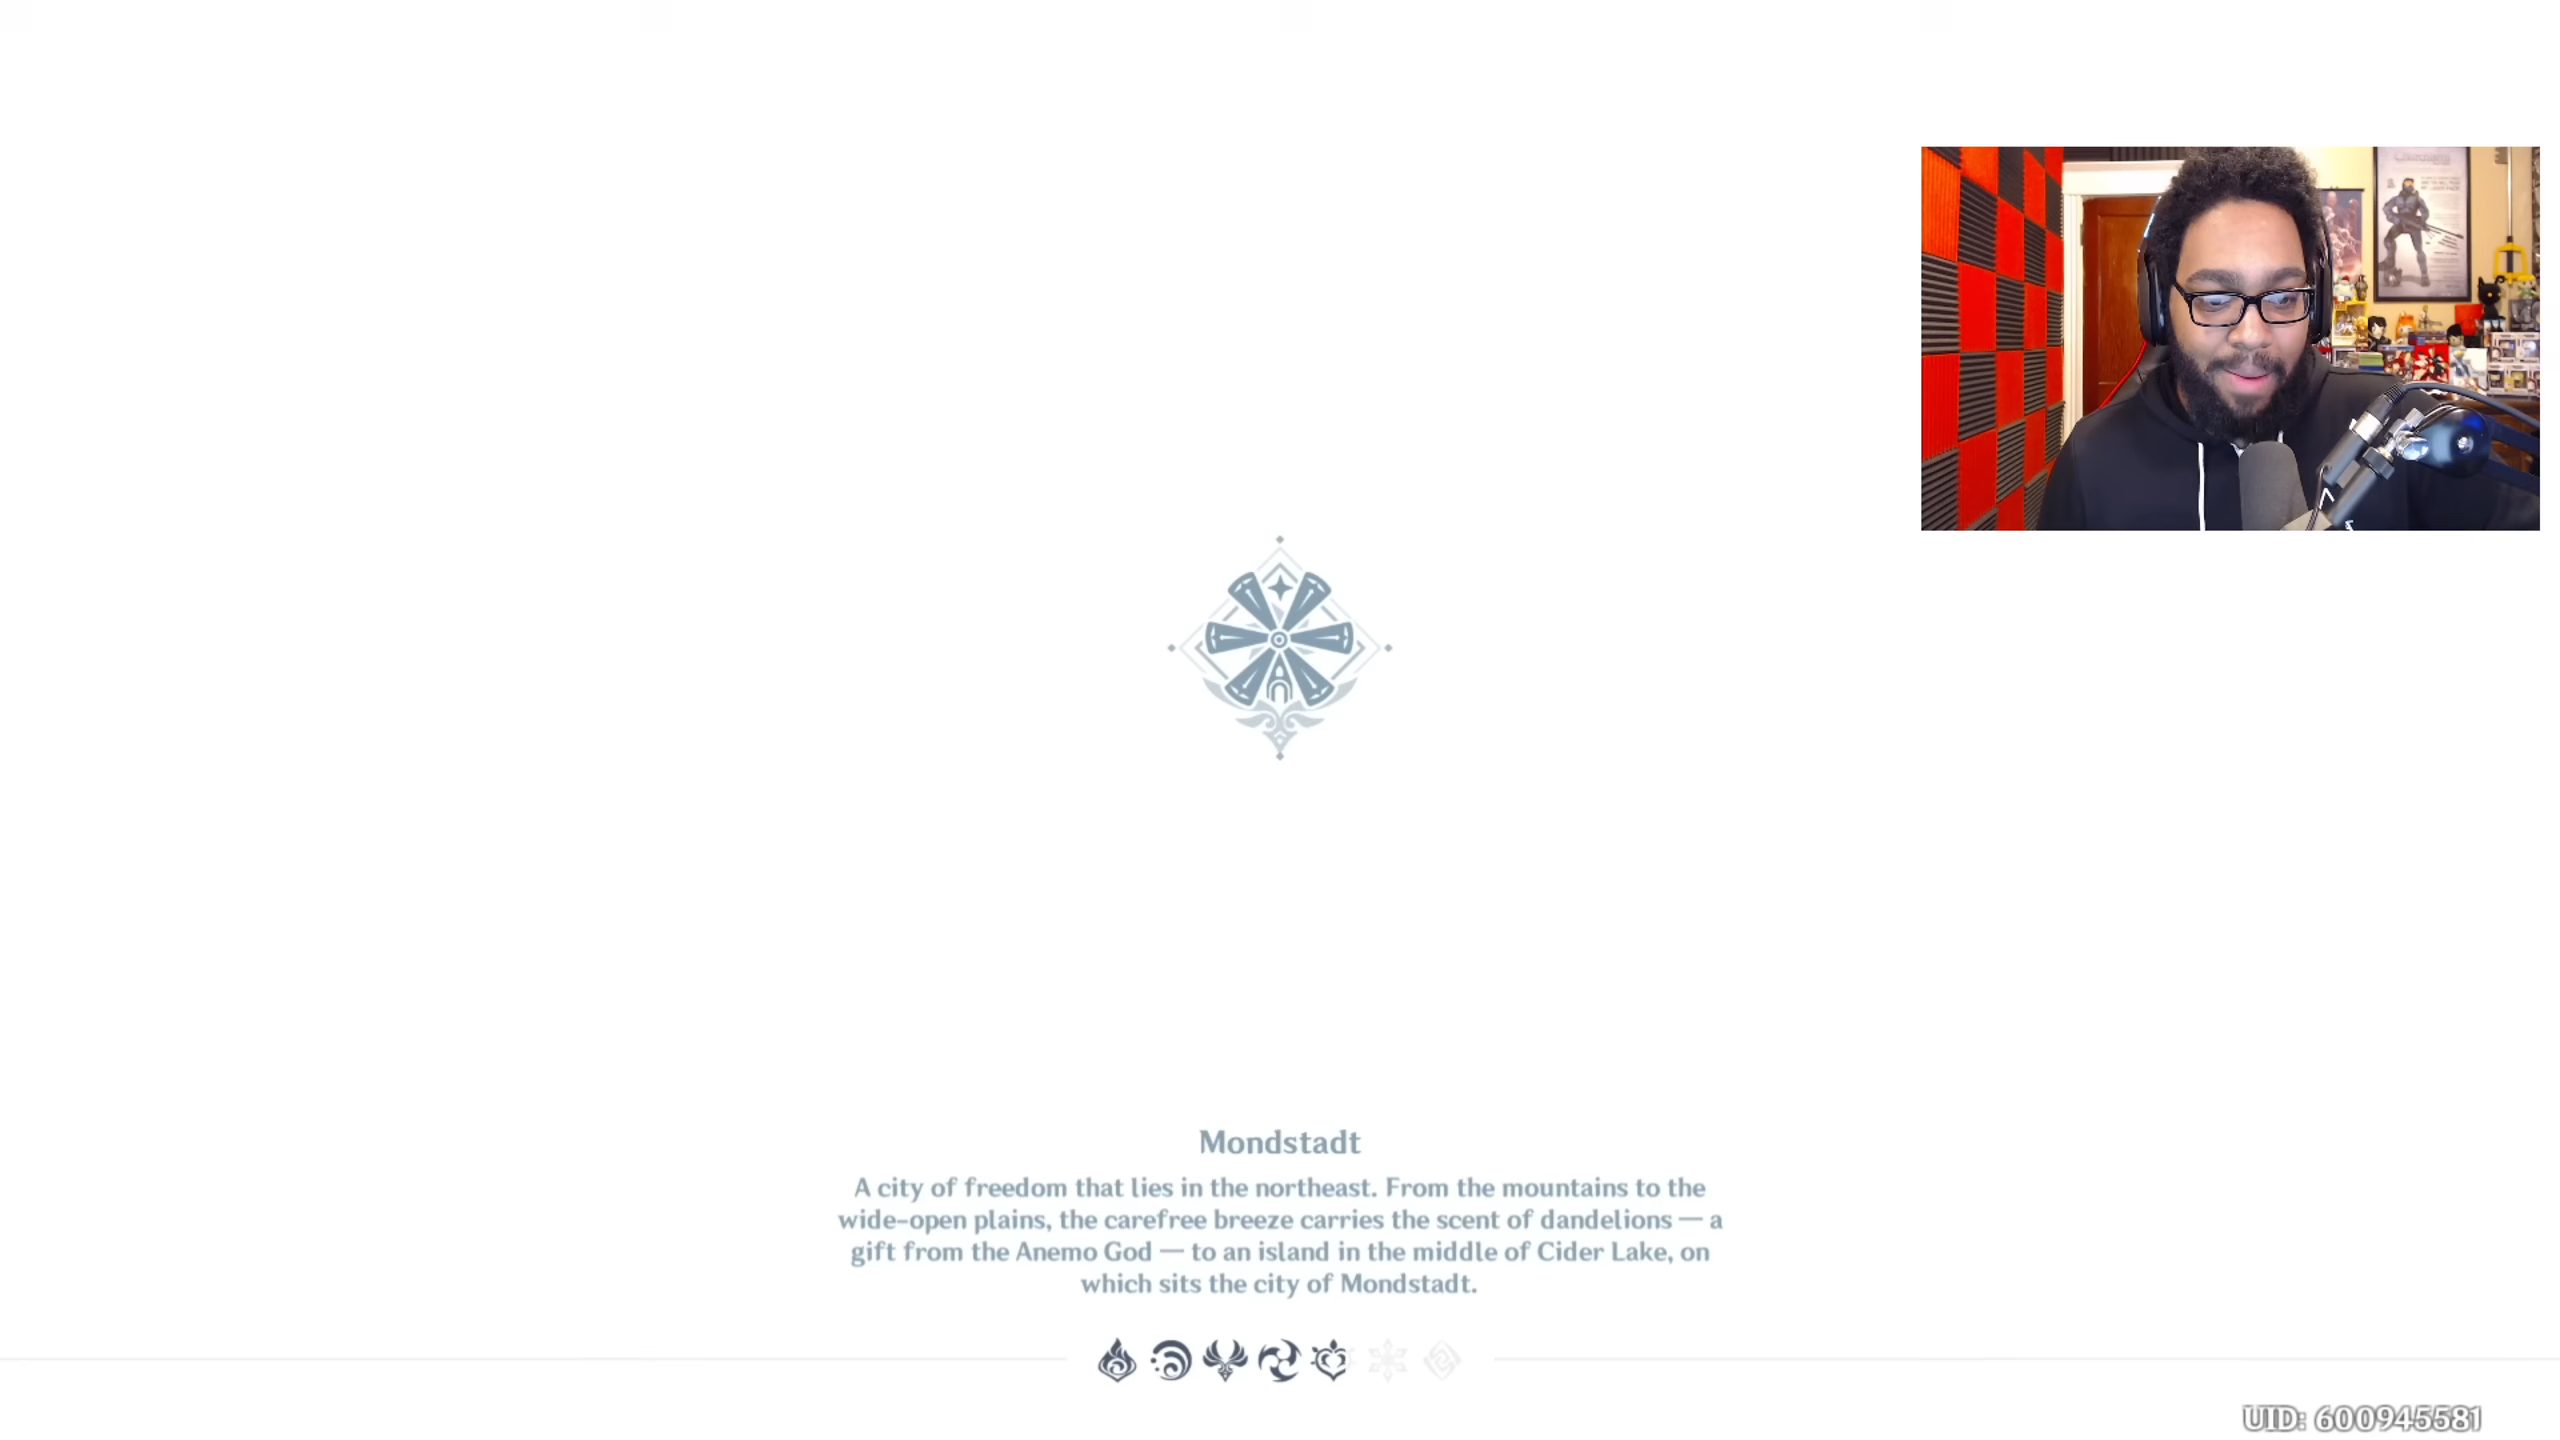 Mondstadt
A city of freedom that lies in the northeast. From the mountains to the
wide-open plains, the carefree breeze carries the scent of dandelions — a
gift from the Anemo God — to an island in the middle of Cider Lake, on
which sits the city of Mondstadt.
UID: 600945581